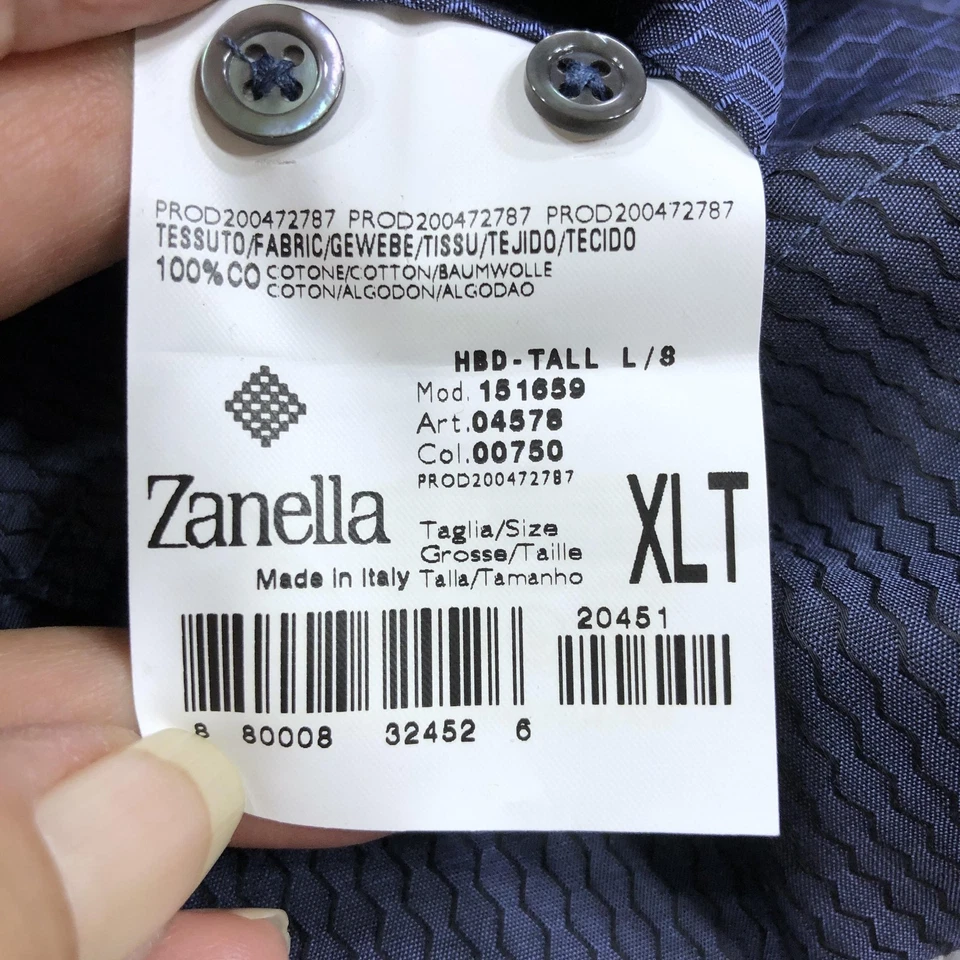 PROD200472787 PROD200472787 PROD200472787
TESSUTO/FABRIC/GEWEBE/TISSU/TEJIDO/TECIDO
100%CO COTONE/COTTON/BAUMWOLLE
COTON/ALGODON/ALGODAO
HBD-TALL L/S
Mod. 151659
Art.04578
Col.00750
PROD200472787
Zanella
Made in Italy
Taglia/Size
Grosse/Taille
Talla/Tamanho
XLT
20451
8 80008 32452 6